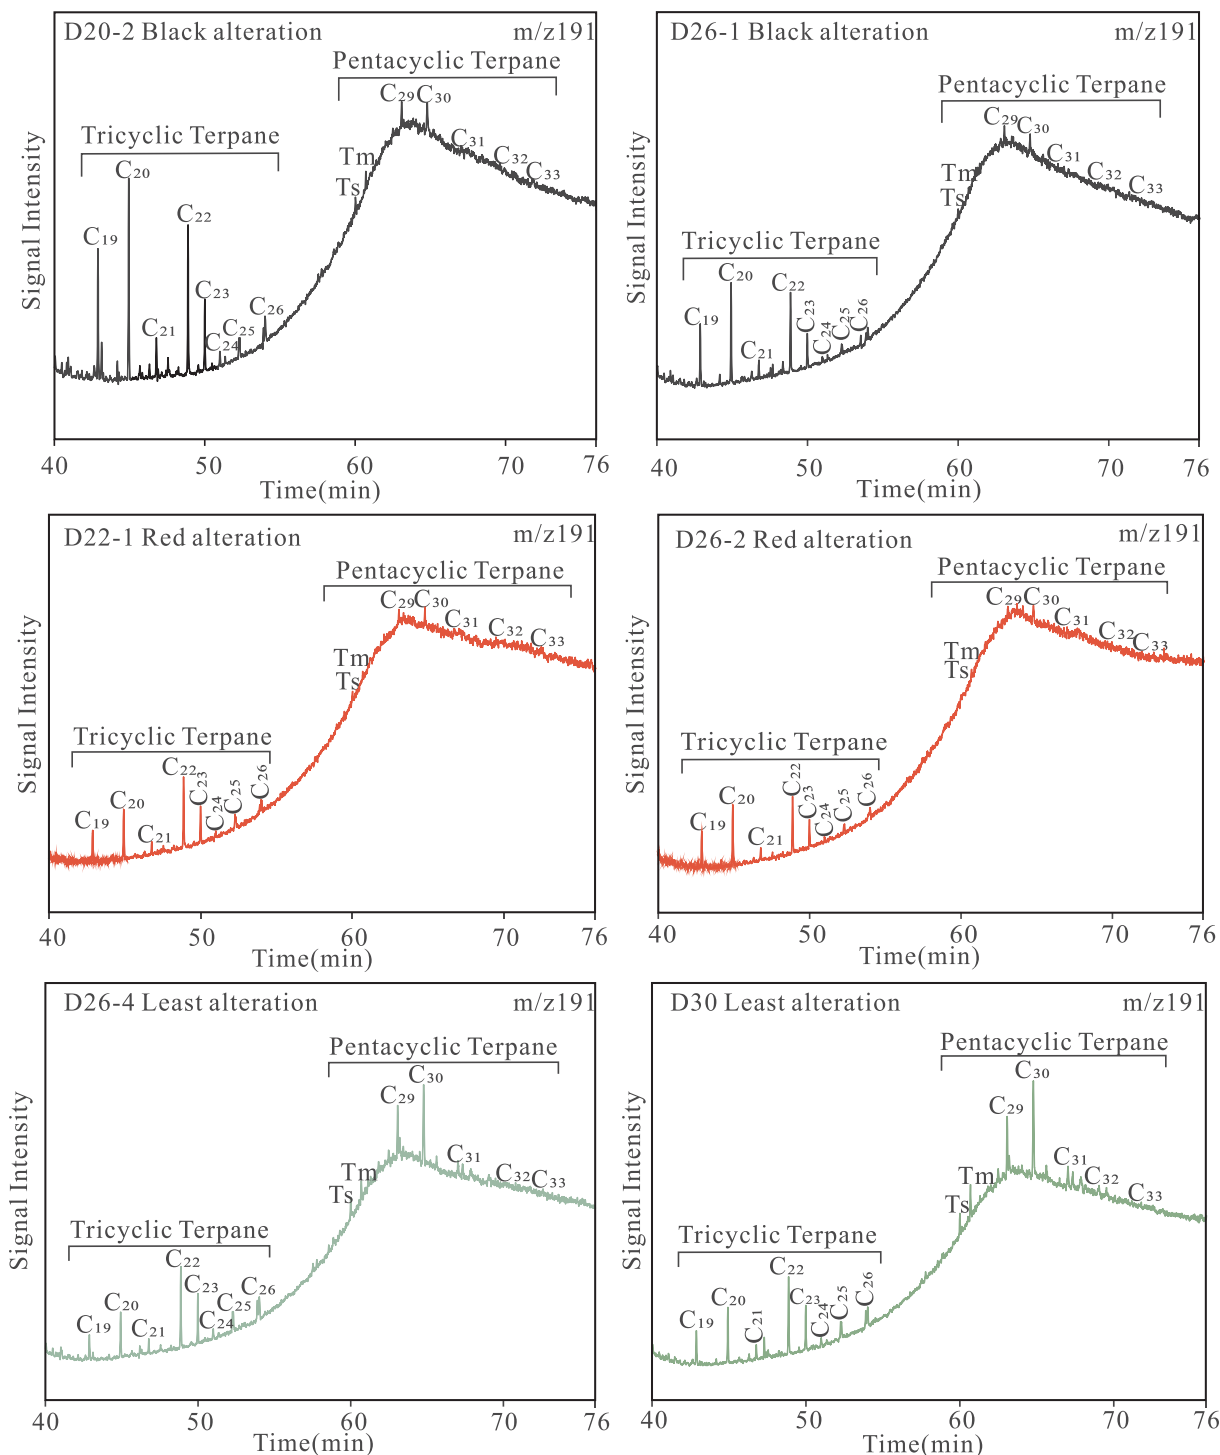 D20-2 Black alteration m/z191
Pentacyclic Terpane
C₂₉ C₃₀
Tricyclic Terpane
C₃₁
Tm C₃₂
C₂₀ C₃₃
Ts
C₂₂
C₁₉
C₂₃
C₂₆
C₂₁ C₂₅
C₂₄
Signal Intensity
40 50 60 70 76
Time(min)
D26-1 Black alteration m/z191
Pentacyclic Terpane
C₂₉ C₃₀
C₃₁
Tm C₃₂ C₃₃
Ts
Tricyclic Terpane
C₂₀
C₂₂
C₁₉ C₂₃ C₂₄ C₂₅ C₂₆
C₂₁
Signal Intensity
40 50 60 70 76
Time(min)
D22-1 Red alteration m/z191
Pentacyclic Terpane
C₂₉ C₃₀
C₃₁ C₃₂
C₃₃
Tm
Ts
Tricyclic Terpane
C₂₂
C₂₀ C₂₃ C₂₄ C₂₅ C₂₆
C₁₉
C₂₁
Signal Intensity
40 50 60 70 76
Time(min)
D26-2 Red alteration m/z191
Pentacyclic Terpane
C₂₉ C₃₀
C₃₁
C₃₂
C₃₃
Tm
Ts
Tricyclic Terpane
C₂₂
C₂₀ C₂₃ C₂₄ C₂₅ C₂₆
C₁₉
C₂₁
Signal Intensity
40 50 60 70 76
Time(min)
D26-4 Least alteration m/z191
Pentacyclic Terpane
C₃₀
C₂₉
C₃₁
Tm C₃₂ C₃₃
Ts
Tricyclic Terpane
C₂₂
C₂₃ C₂₆
C₂₀ C₂₅
C₁₉ C₂₁ C₂₄
Signal Intensity
40 50 60 70 76
Time(min)
D30 Least alteration m/z191
Pentacyclic Terpane
C₃₀
C₂₉
C₃₁
Tm C₃₂
C₃₃
Ts
Tricyclic Terpane
C₂₂
C₂₀ C₂₃ C₂₆
C₁₉ C₂₁ C₂₄ C₂₅
Signal Intensity
40 50 60 70 76
Time(min)